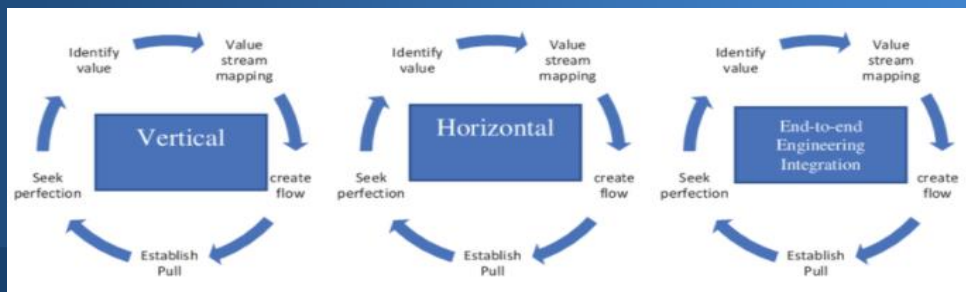 Identify
value
Value
stream
mapping
Vertical
Seek
perfection
create
flow
Establish
Pull
Identify
value
Value
stream
mapping
Horizontal
Seek
perfection
create
flow
Establish
Pull
Identify
value
Value
stream
mapping
End-to-end
Engineering
Integration
Seek
perfection
create
flow
Establish
Pull